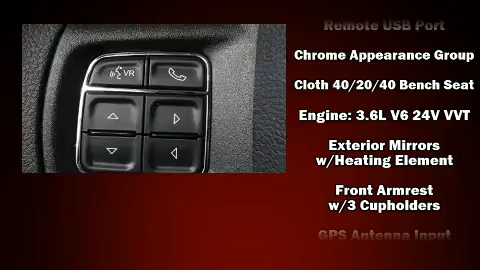 VR
Remote USB Port
Chrome Appearance Group
Cloth 40/20/40 Bench Seat
Engine: 3.6L V6 24V VVT
Exterior Mirrors
w/Heating Element
Front Armrest
w/3 Cupholders
GPS Antenna Input